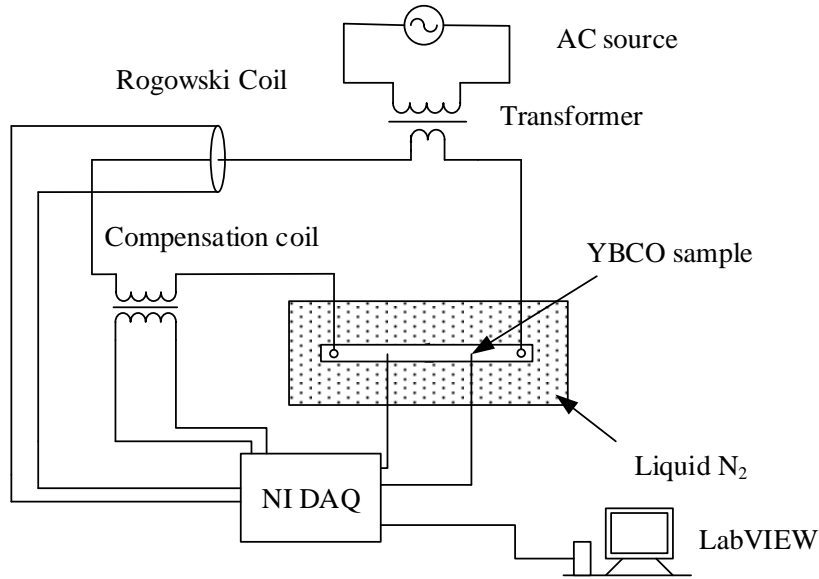 AC source
Rogowski Coil
Transformer
Compensation coil
YBCO sample
Liquid N₂
NI DAQ
LabVIEW